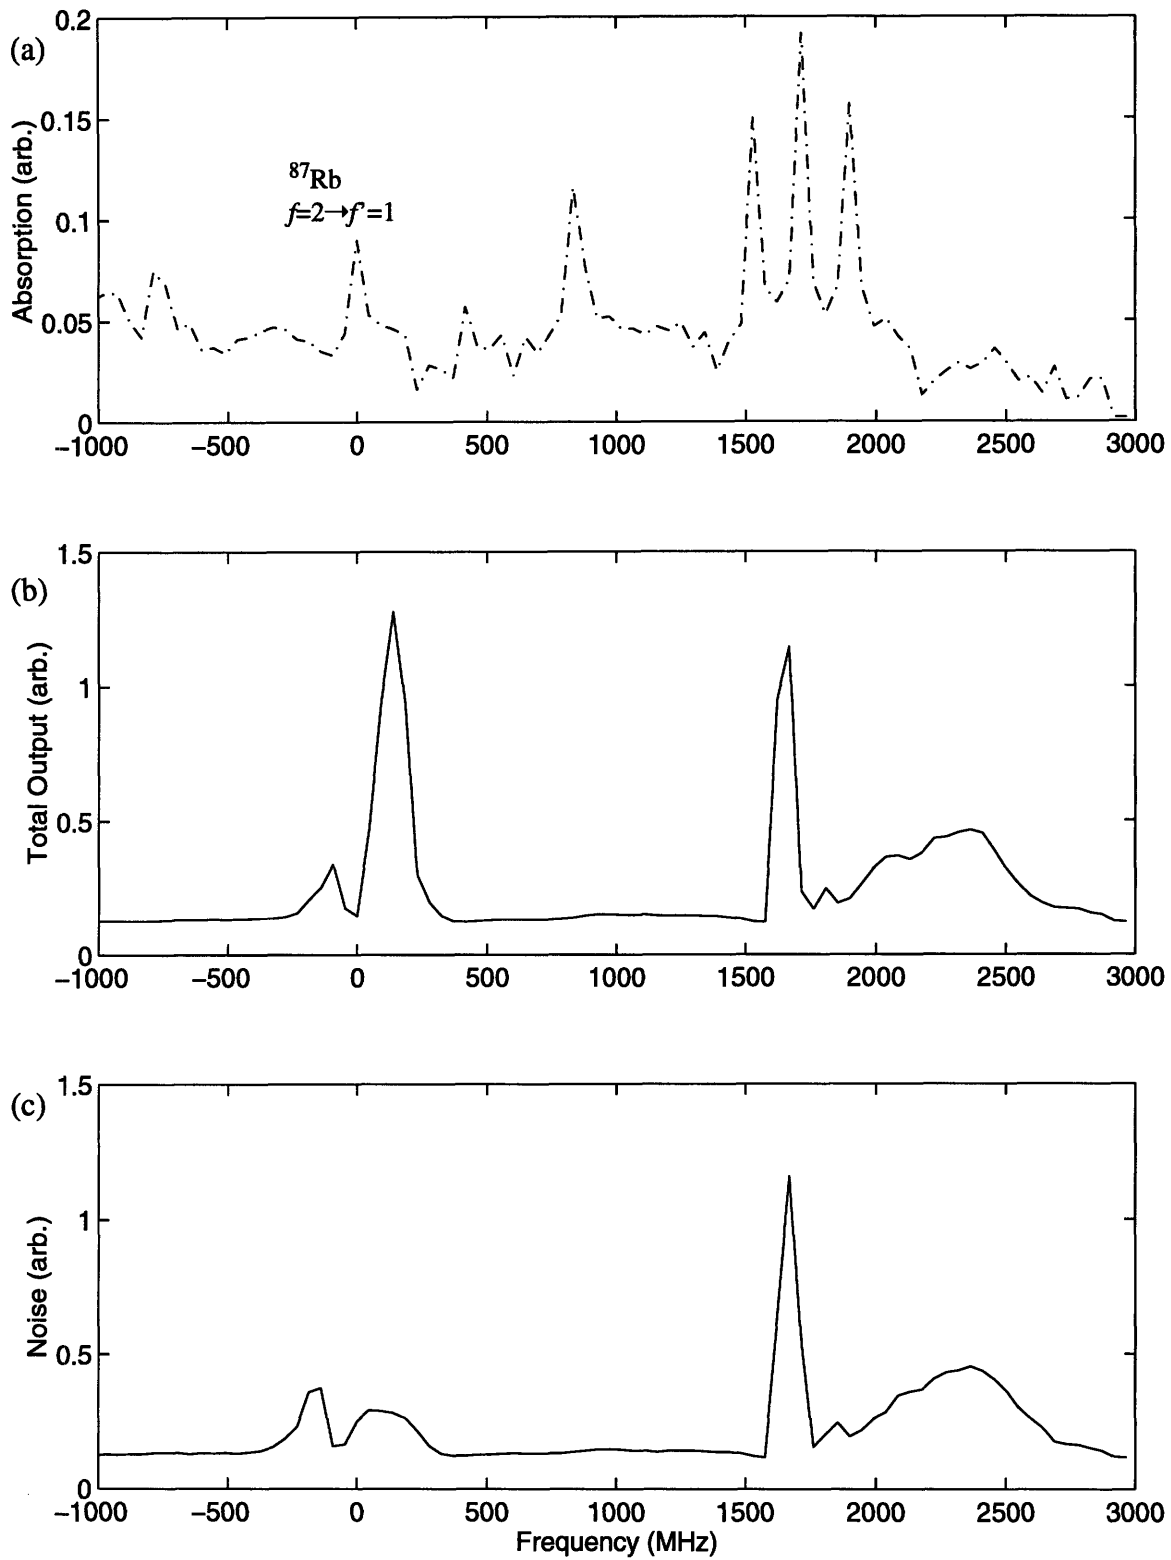 (a)
Absorption (arb.)
0.2
0.15
0.1
0.05
0
⁸⁷Rb
f=2→f'=1
−1000 −500 0 500 1000 1500 2000 2500 3000
(b)
Total Output (arb.)
1.5
1
0.5
0
−1000 −500 0 500 1000 1500 2000 2500 3000
(c)
Noise (arb.)
1.5
1
0.5
0
−1000 −500 0 500 1000 1500 2000 2500 3000
Frequency (MHz)